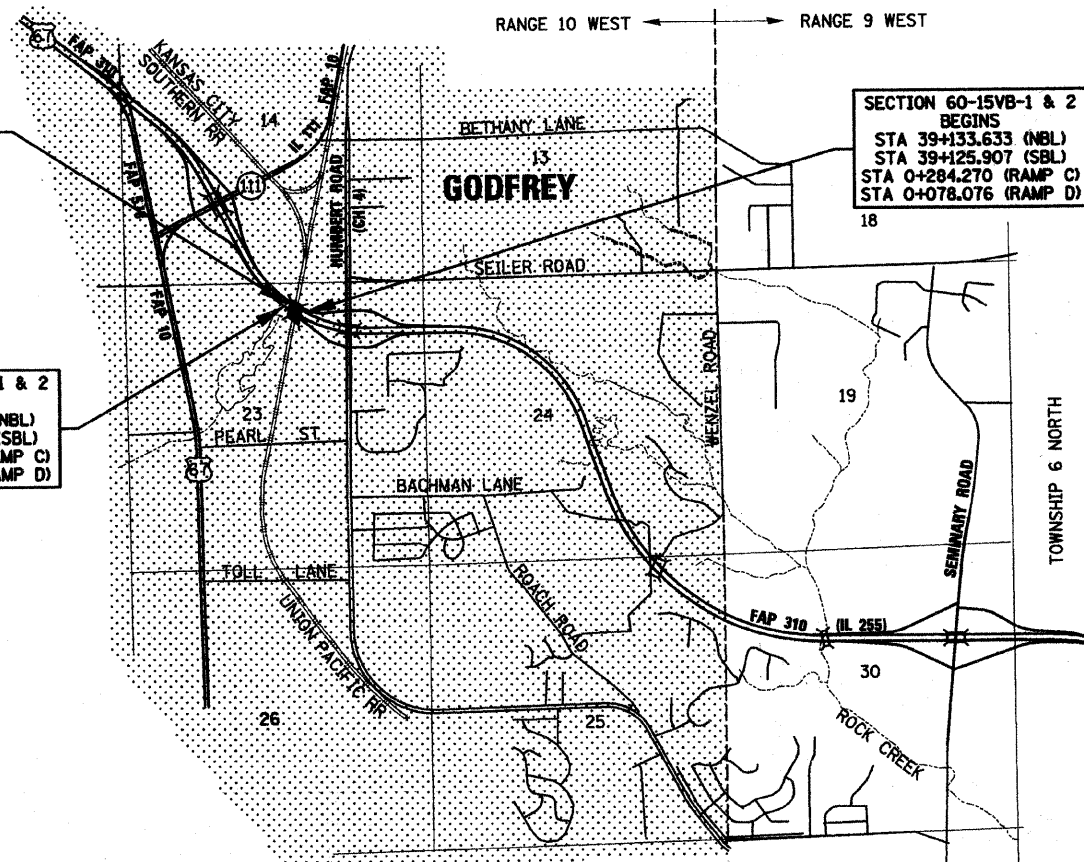 RANGE 10 WEST
RANGE 9 WEST
67
FAP 310
KANSAS CITY
SOUTHERN RR
14
FAP 10
IL 111
111
BETHANY LANE
13
GODFREY
HUMBERT ROAD
(CH 4)
SECTION 60-15VB-1 & 2
BEGINS
STA 39+133.633 (NBL)
STA 39+125.907 (SBL)
STA 0+284.270 (RAMP C)
STA 0+078.076 (RAMP D)
18
SEILER ROAD
FAP 10
1 & 2
NBL)
SBL)
MP C)
MP D)
23
PEARL ST.
67
24
WENZEL ROAD
19
BACHMAN LANE
TOWNSHIP 6 NORTH
SEMINARY ROAD
TOLL LANE
UNION PACIFIC RR
ROACH ROAD
FAP 310 (IL 255)
30
26
25
ROCK CREEK